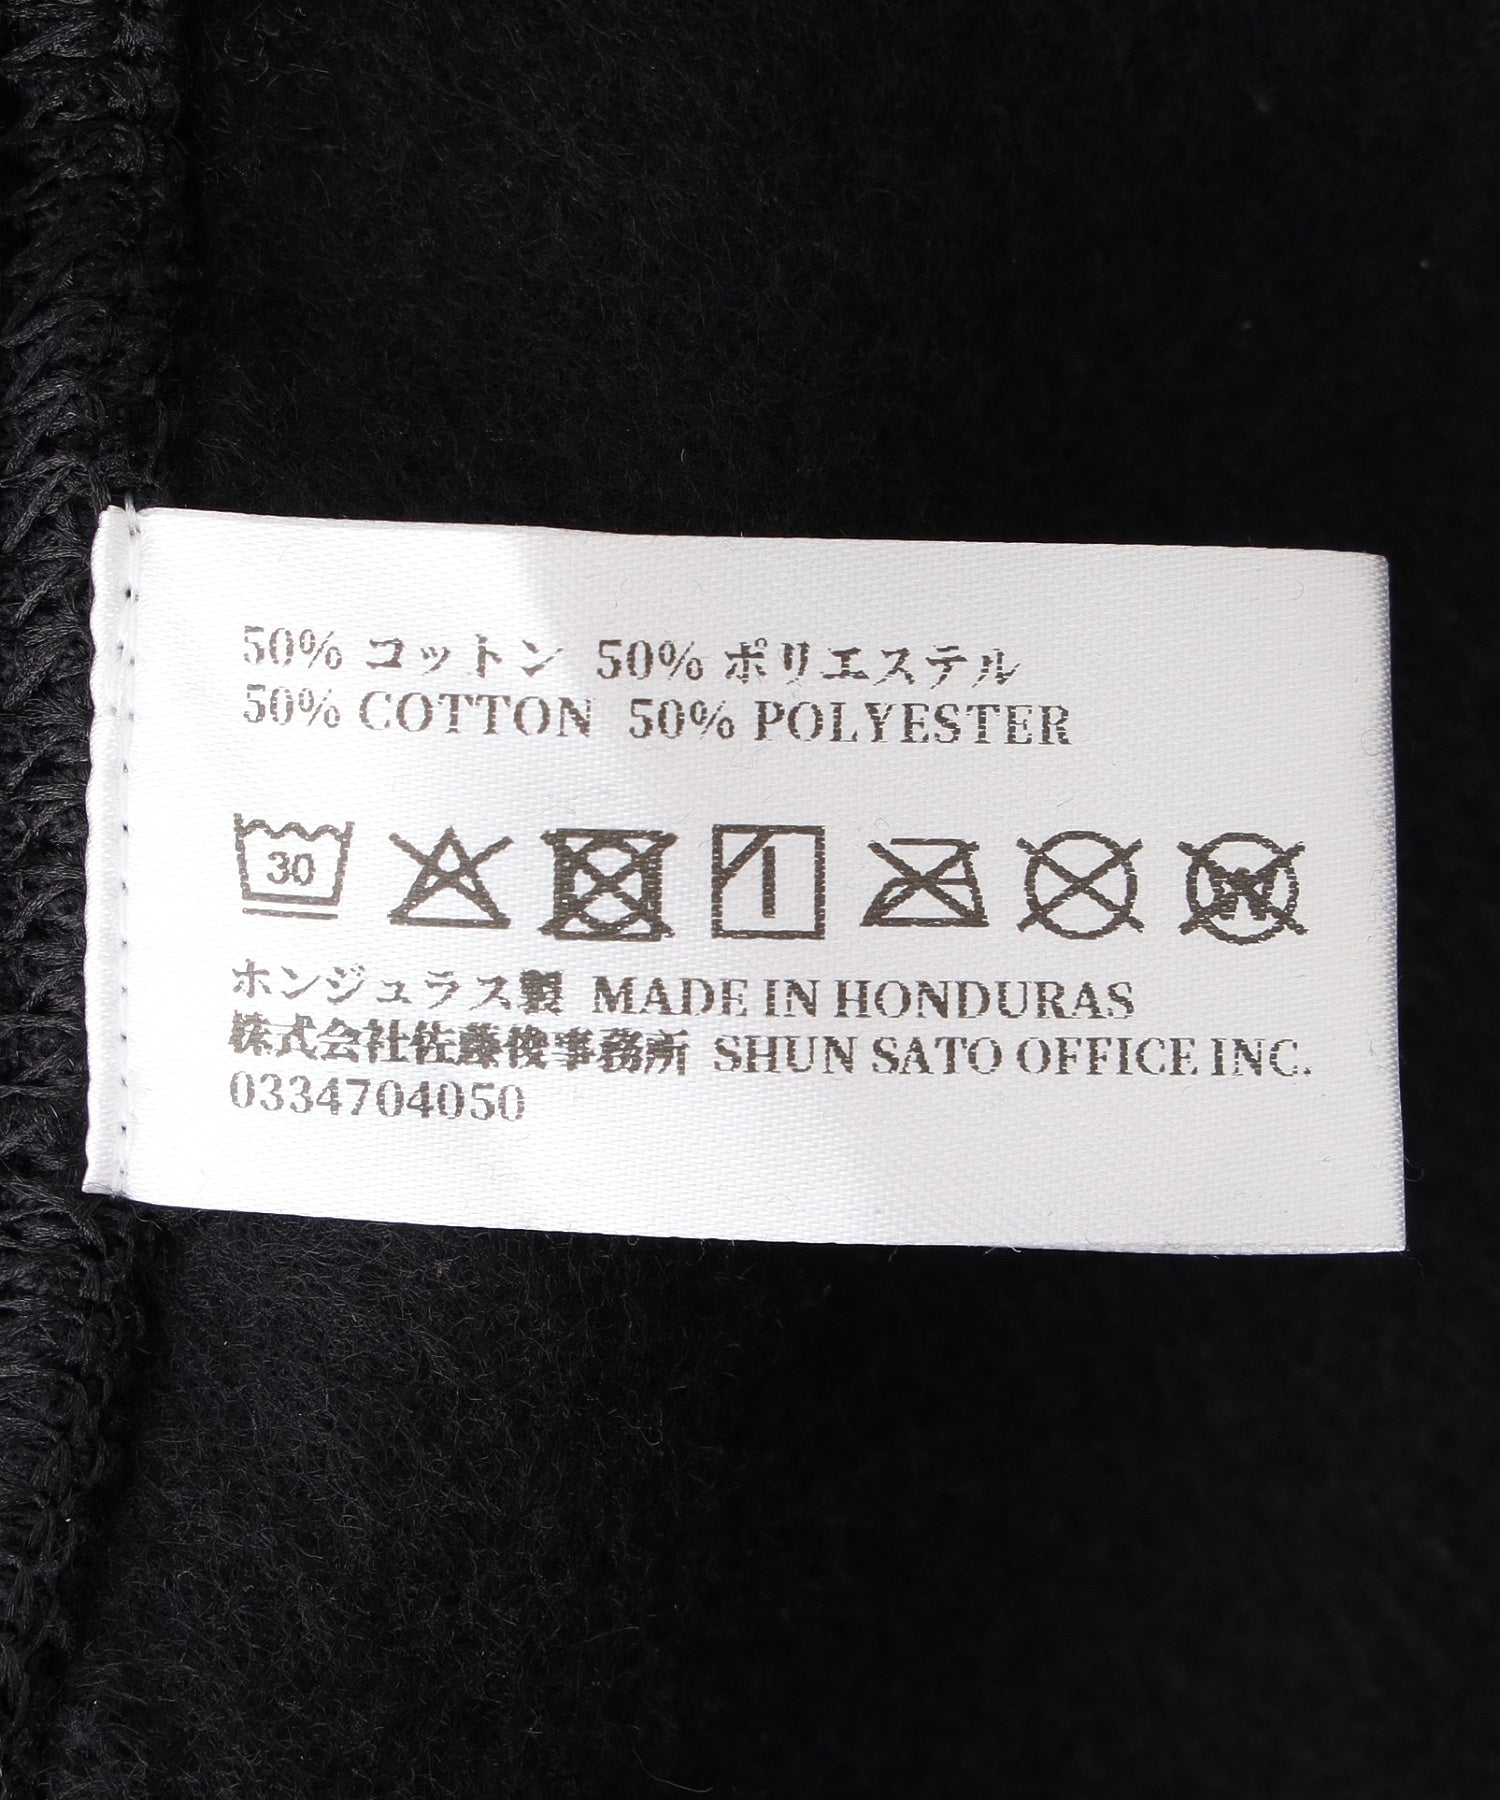 50% コットン 50% ポリエステル
50% COTTON 50% POLYESTER
30
W
ホンジュラス製 MADE IN HONDURAS
株式会社佐藤俊事務所 SHUN SATO OFFICE INC.
0334704050